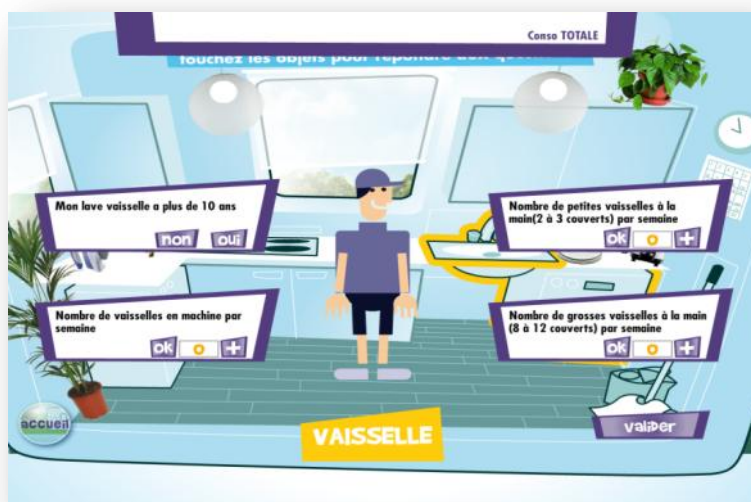 Conso TOTALE
touchez les objets pour répondre aux
Mon lave vaisselle a plus de 10 ans
non oui
Nombre de petites vaisselles à la
main(2 à 3 couverts) par semaine
ok 0 +
Nombre de vaisselles en machine par
semaine
ok 0 +
Nombre de grosses vaisselles à la main
(8 à 12 couverts) par semaine
ok 0 +
accueil
VAISSELLE
valider